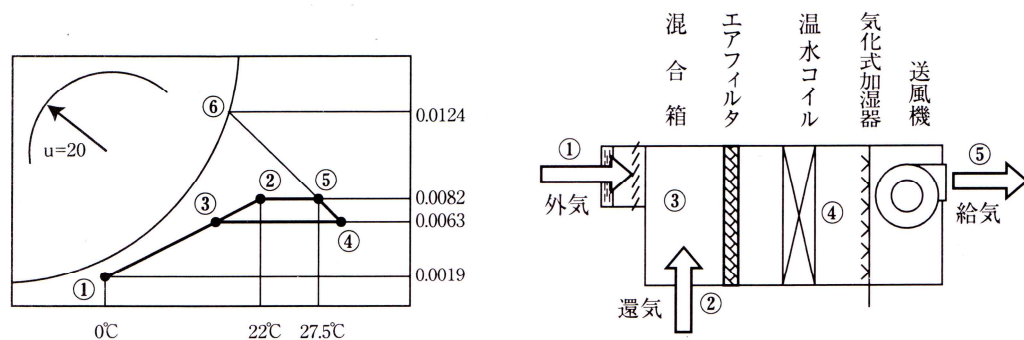 ⑥
0.0124
u=20
②
⑤
0.0082
③
④
0.0063
①
0.0019
0℃
22℃
27.5℃
混合箱
エアフィルタ
温水コイル
気化式加湿器
送風機
①
外気
③
④
⑤
給気
還気
②